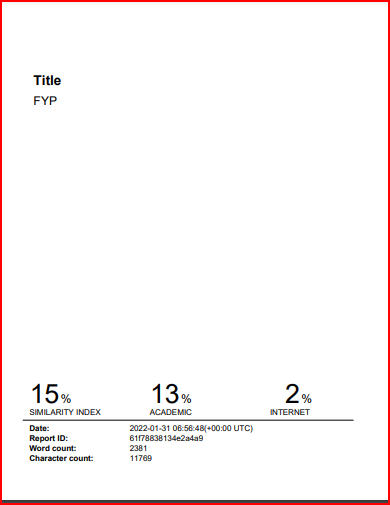 Title
FYP
15% 13% 2%
SIMILARITY INDEX ACADEMIC INTERNET
Date: 2022-01-31 06:56:48(+00:00 UTC)
Report ID: 61f78838134e2a4a9
Word count: 2381
Character count: 11769